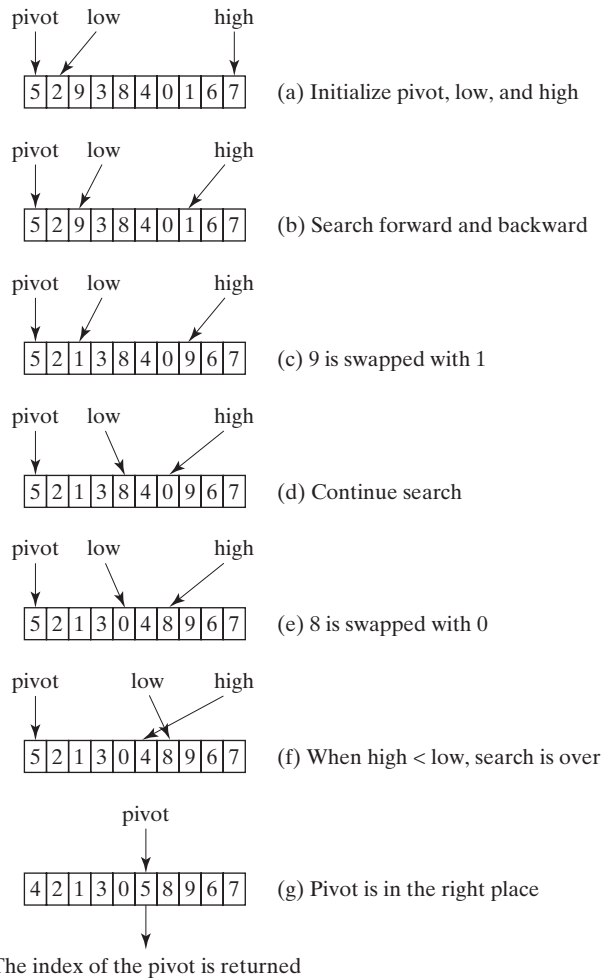 pivot low high
5 2 9 3 8 4 0 1 6 7 (a) Initialize pivot, low, and high
pivot low high
5 2 9 3 8 4 0 1 6 7 (b) Search forward and backward
pivot low high
5 2 1 3 8 4 0 9 6 7 (c) 9 is swapped with 1
pivot low high
5 2 1 3 8 4 0 9 6 7 (d) Continue search
pivot low high
5 2 1 3 0 4 8 9 6 7 (e) 8 is swapped with 0
pivot low high
5 2 1 3 0 4 8 9 6 7 (f) When high < low, search is over
pivot
4 2 1 3 0 5 8 9 6 7 (g) Pivot is in the right place
The index of the pivot is returned